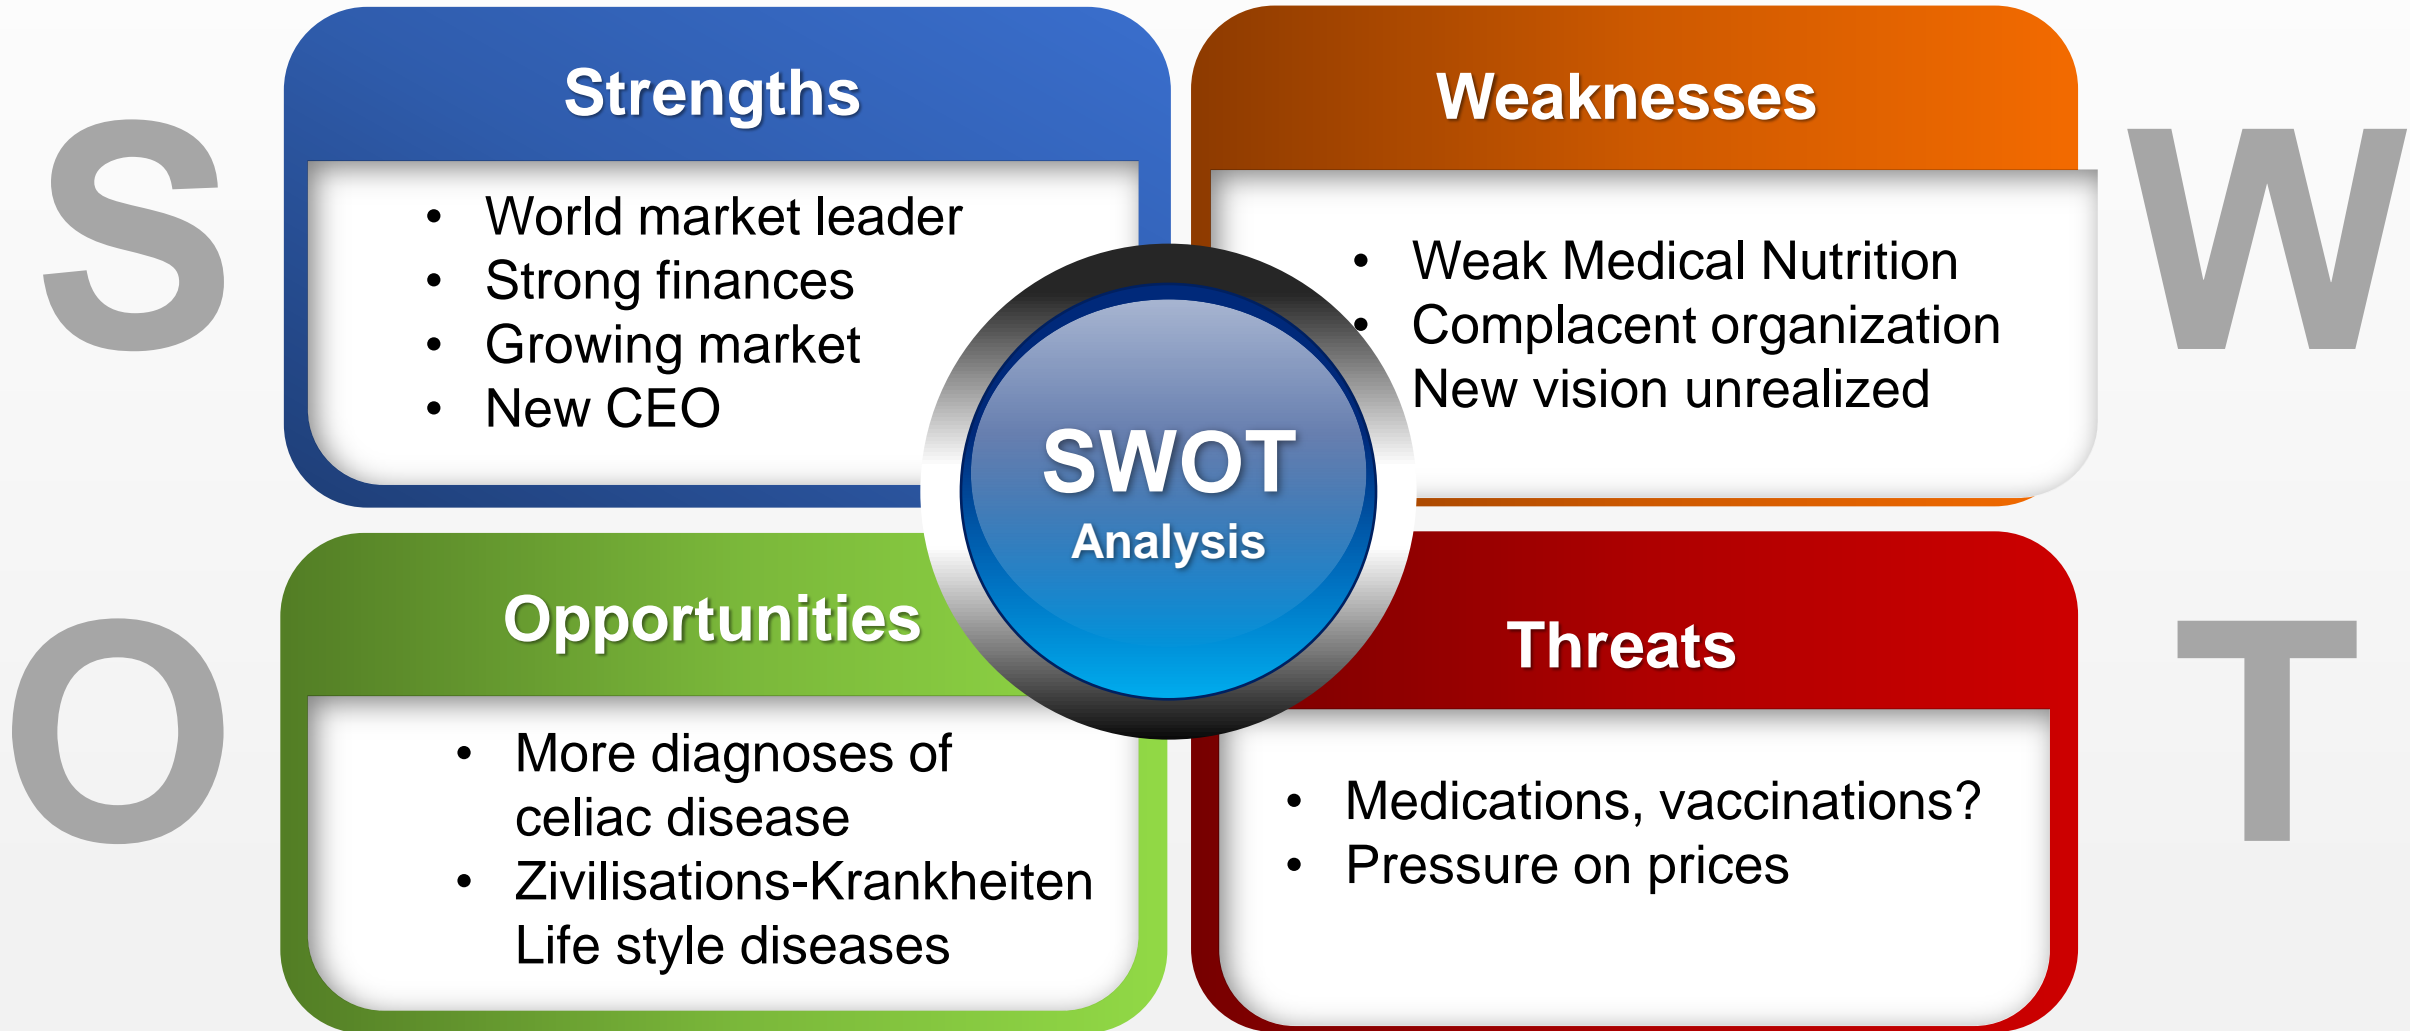 S
Strengths
• World market leader
• Strong finances
• Growing market
• New CEO
W
Weaknesses
• Weak Medical Nutrition
• Complacent organization
New vision unrealized
SWOT
Analysis
O
Opportunities
• More diagnoses of
celiac disease
• Zivilisations-Krankheiten
Life style diseases
T
Threats
• Medications, vaccinations?
• Pressure on prices